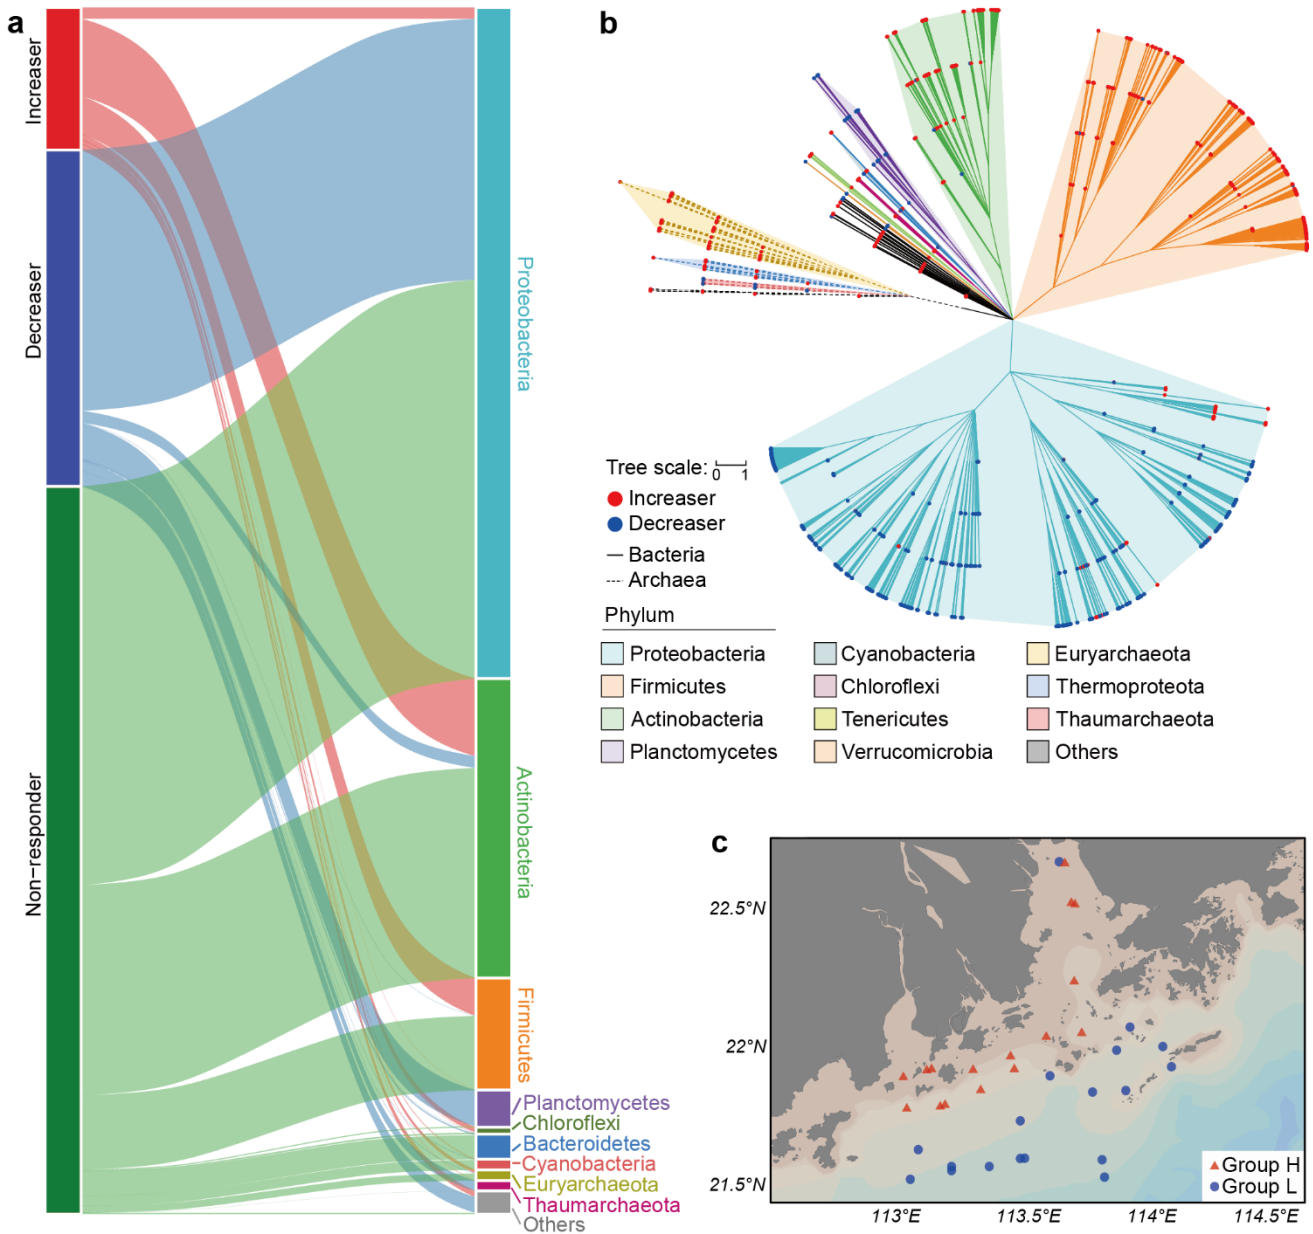 a
Increaser
Decreaser
Non-responder
Proteobacteria
Actinobacteria
Firmicutes
Planctomycetes
Chloroflexi
Bacteroidetes
Cyanobacteria
Euryarchaeota
Thaumarchaeota
Others
b
Tree scale: 0 1
Increaser
Decreaser
Bacteria
Archaea
Phylum
Proteobacteria Cyanobacteria Euryarchaeota
Firmicutes Chloroflexi Thermoproteota
Actinobacteria Tenericutes Thaumarchaeota
Planctomycetes Verrucomicrobia Others
c
22.5°N
22°N
21.5°N
Group H
Group L
113°E 113.5°E 114°E 114.5°E